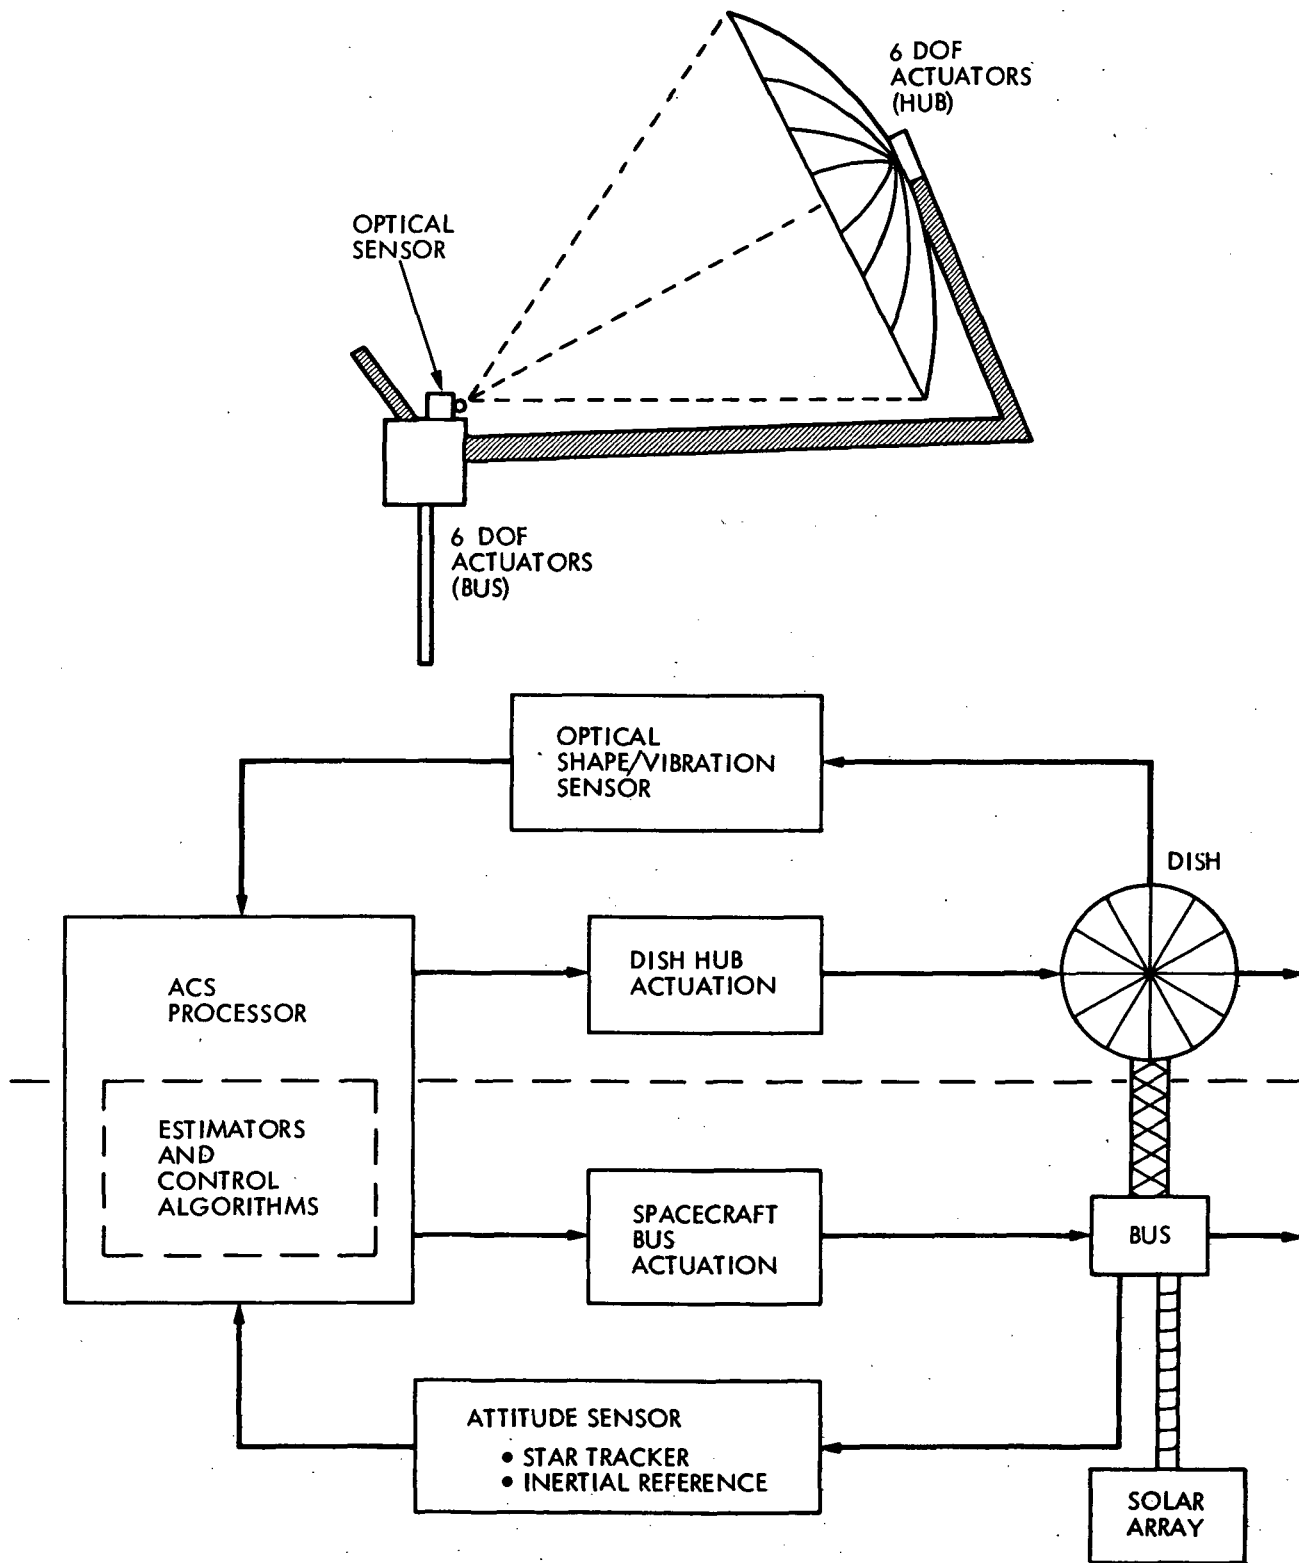 6 DOF
ACTUATORS
(HUB)
OPTICAL
SENSOR
6 DOF
ACTUATORS
(BUS)
OPTICAL
SHAPE/VIBRATION
SENSOR
DISH
ACS
PROCESSOR
DISH HUB
ACTUATION
ESTIMATORS
AND
CONTROL
ALGORITHMS
SPACECRAFT
BUS
ACTUATION
BUS
ATTITUDE SENSOR
• STAR TRACKER
• INERTIAL REFERENCE
SOLAR
ARRAY